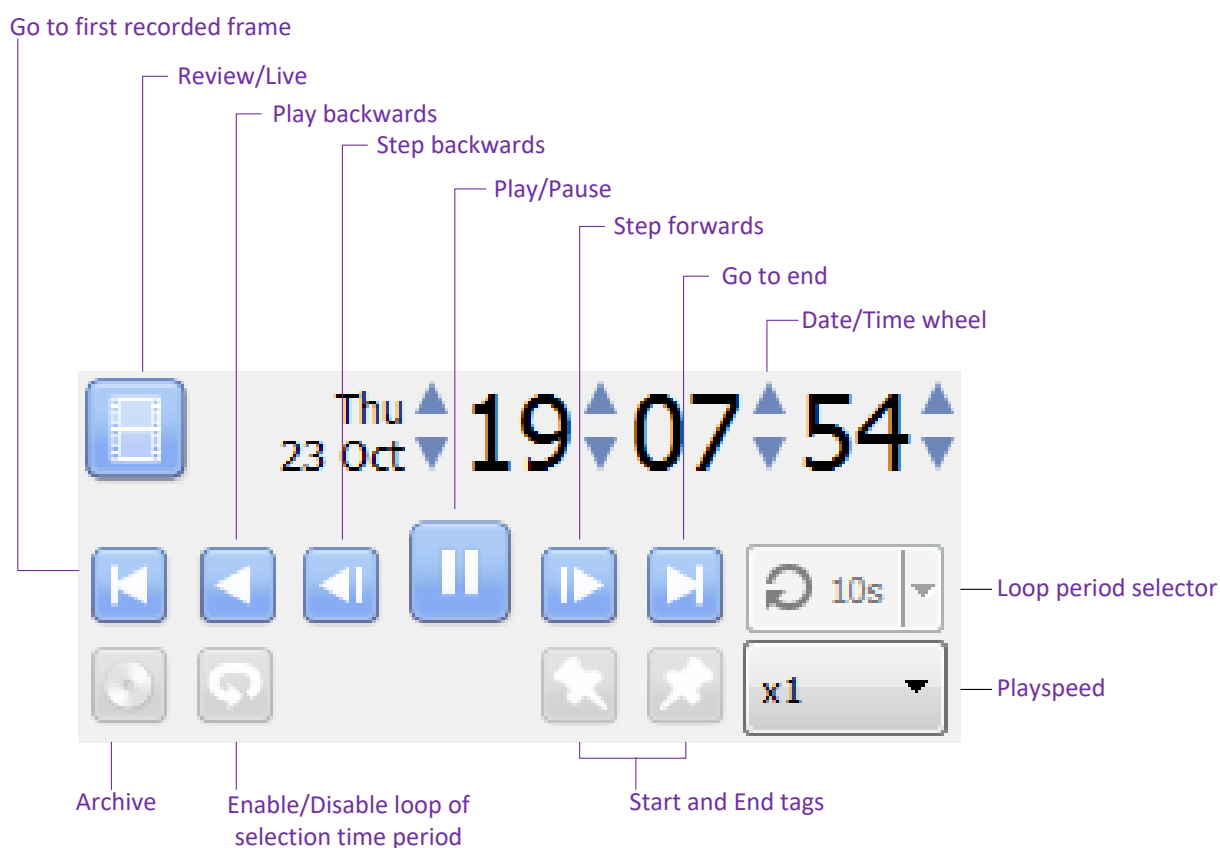 Go to first recorded frame
Review/Live
Play backwards
Step backwards
Play/Pause
Step forwards
Go to end
Date/Time wheel
Thu
23 Oct
19 07 54
10s
Loop period selector
x1
Playspeed
Archive
Enable/Disable loop of
selection time period
Start and End tags